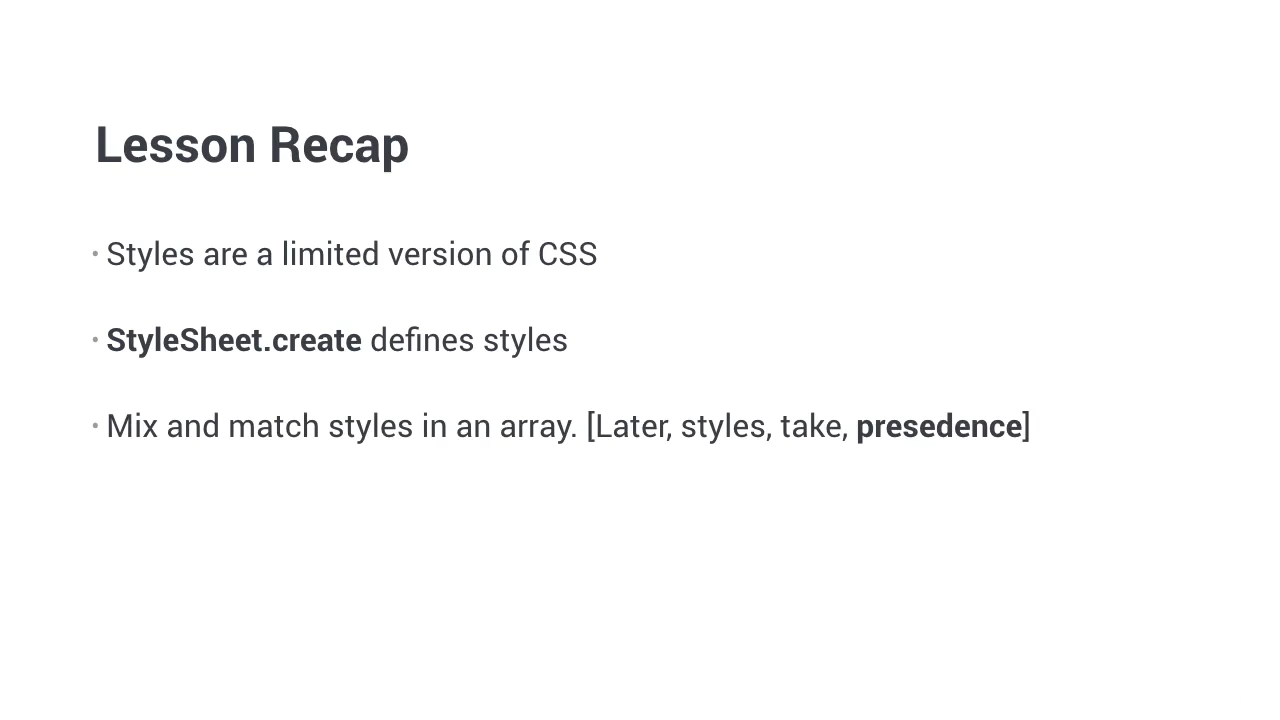 Lesson Recap
· Styles are a limited version of CSS
· StyleSheet.create defines styles
· Mix and match styles in an array. [Later, styles, take, presedence]